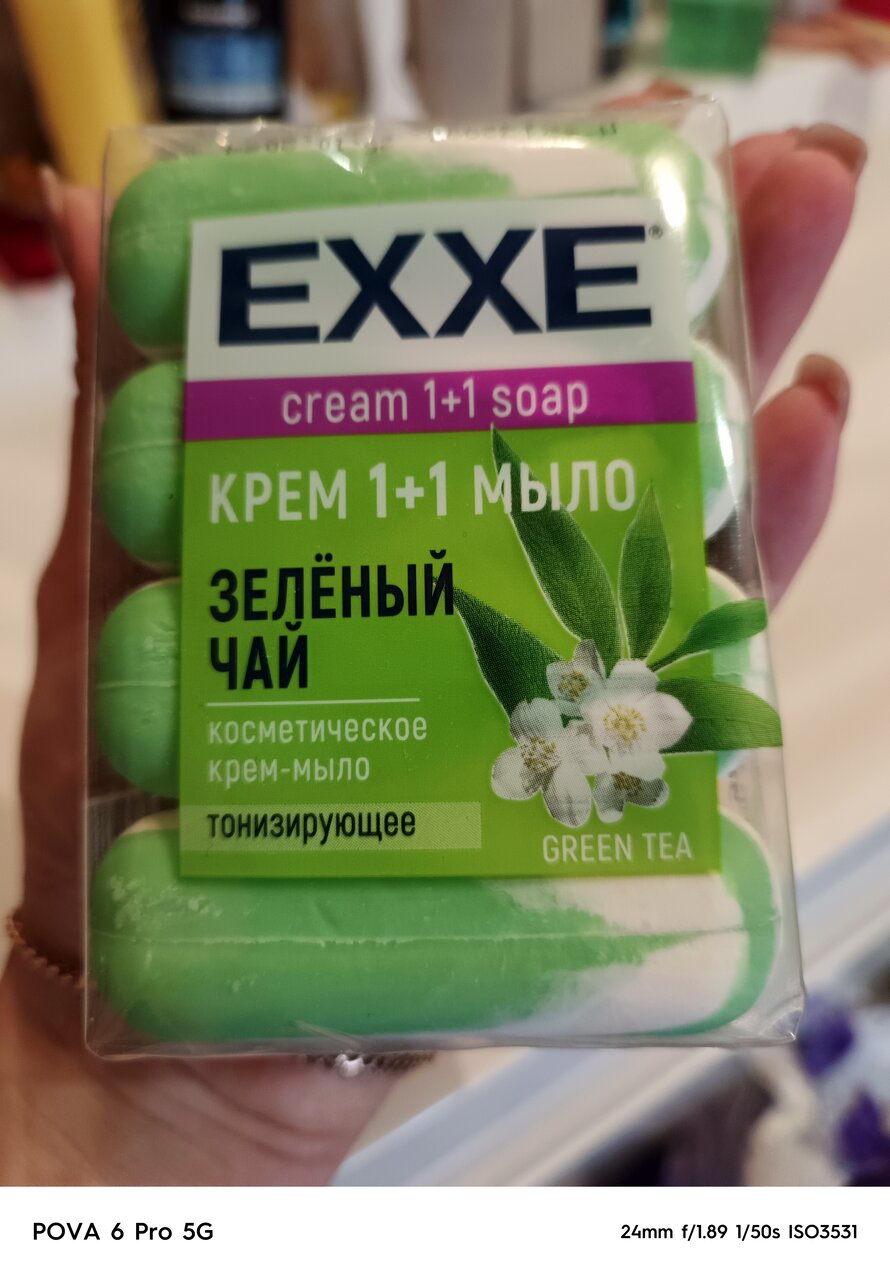 EXXE®
cream 1+1 soap
КРЕМ 1+1 МЫЛО
ЗЕЛЁНЫЙ
ЧАЙ
косметическое
крем-мыло
тонизирующее
GREEN TEA
POVA 6 Pro 5G
24mm f/1.89 1/50s ISO3531